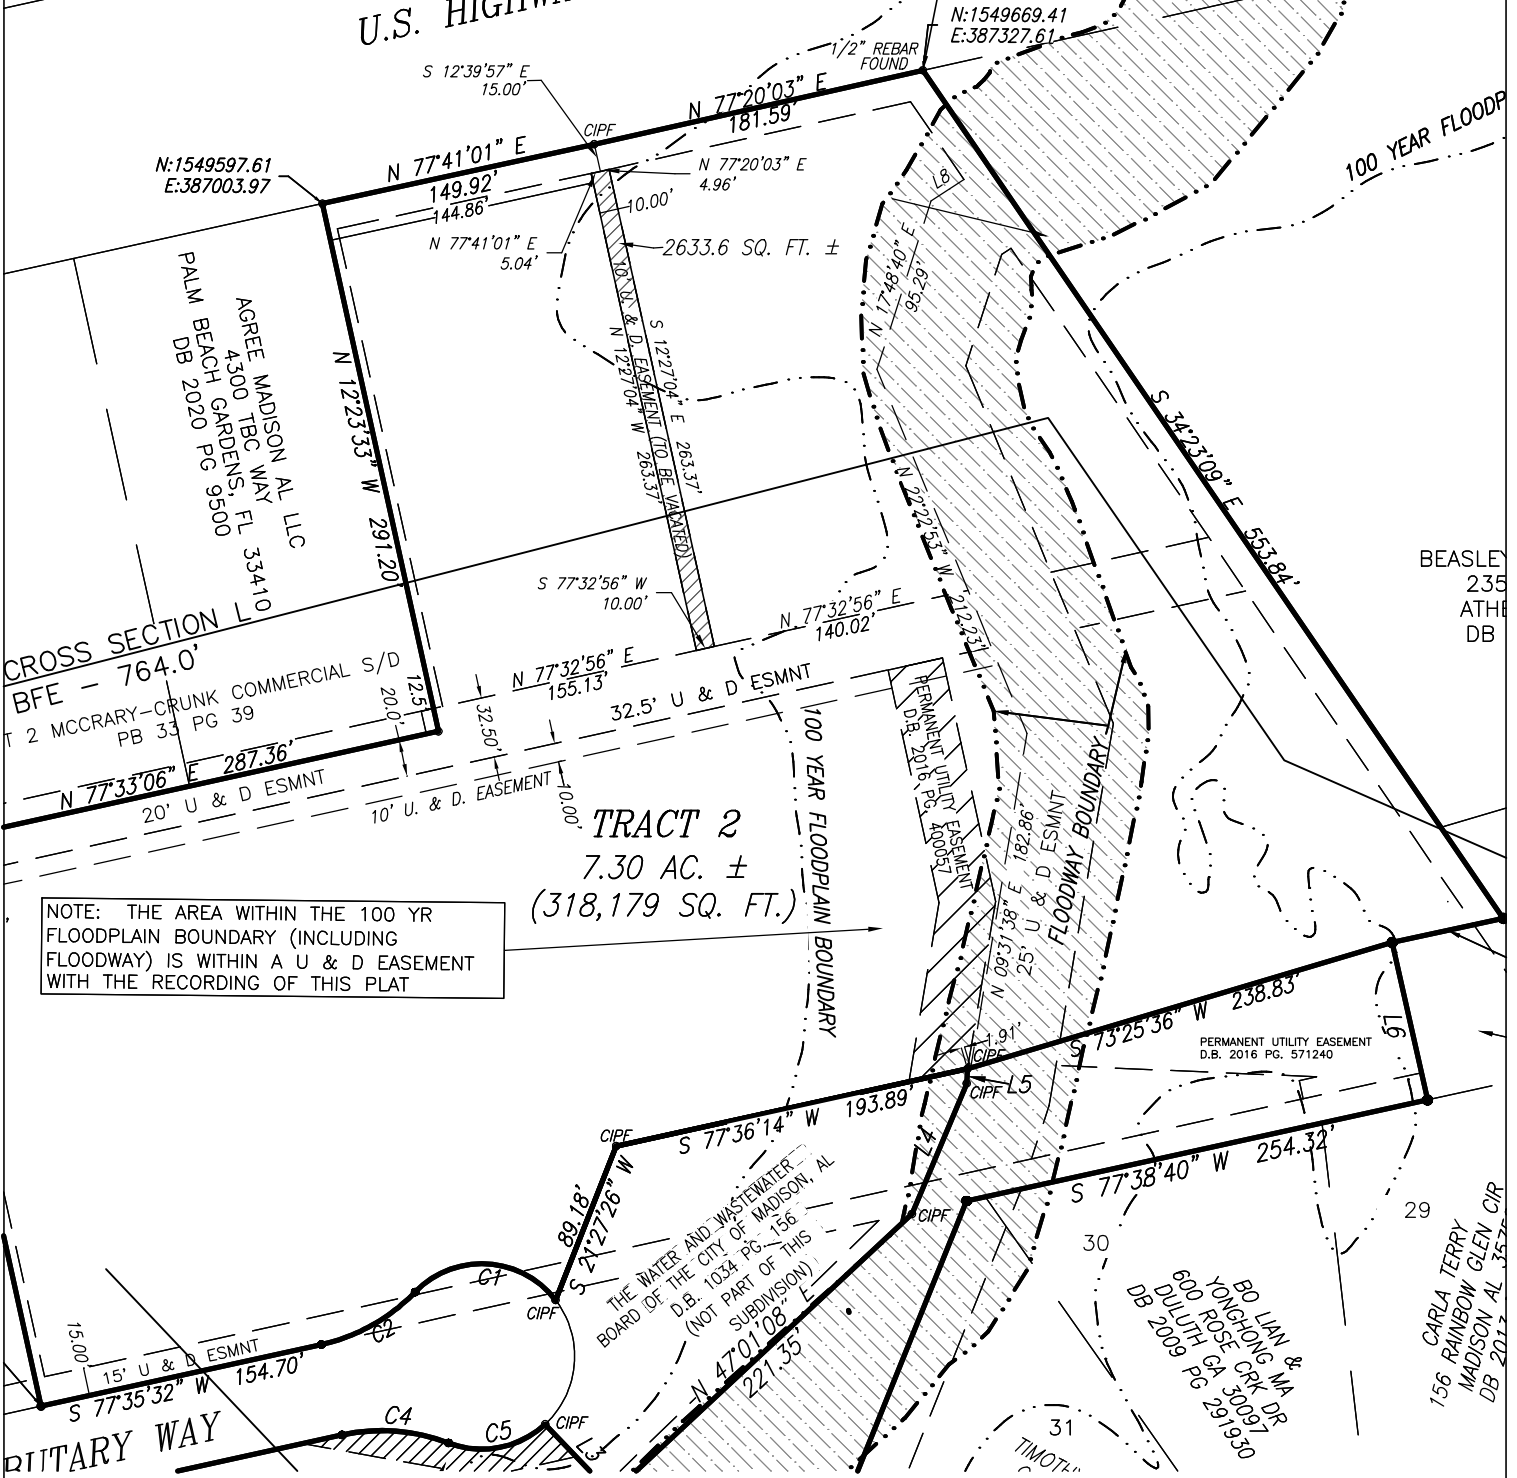 U.S. HIGHW
N:1549669.41
E:387327.61
1/2" REBAR
FOUND
S 12°39'57" E
15.00'
CIPF
N 77°20'03" E
181.59'
100 YEAR FLOODP
N:1549597.61
E:387003.97
N 77°41'01" E
149.92'
144.86'
N 77°20'03" E
4.96'
10.00'
L8
N 77°41'01" E
5.04'
2633.6 SQ. FT. ±
N 17°48'40" E
95.29'
AGREE MADISON AL LLC
4300 TBC WAY
PALM BEACH GARDENS, FL 33410
DB 2020 PG 9500
N 12°23'33" W 291.20'
10' U. & D. EASEMENT (TO BE VACATED)
S 12°27'04" E 263.37'
N 12°27'04" W 263.37'
S 34°23'09" E 553.84'
N 22°22'53" W 212.23'
BEASLEY
235
ATHE
DB
S 77°32'56" W
10.00'
N 77°32'56" E
140.02'
CROSS SECTION L
BFE - 764.0'
T 2 MCCRARY-CRUNK COMMERCIAL S/D
PB 33 PG 39
12.5'
20.0'
N 77°32'56" E
155.13'
32.5' U & D ESMNT
32.50'
N 77°33'06" E 287.36'
20' U & D ESMNT
10' U. & D. EASEMENT
10.00'
PERMANENT UTILITY EASEMENT
D.B. 2016 PG. 400057
100 YEAR FLOODPLAIN BOUNDARY
FLOODWAY BOUNDARY
TRACT 2
7.30 AC. ±
(318,179 SQ. FT.)
N 09°31'38" E 182.86'
25' U & D ESMNT
NOTE: THE AREA WITHIN THE 100 YR
FLOODPLAIN BOUNDARY (INCLUDING
FLOODWAY) IS WITHIN A U & D EASEMENT
WITH THE RECORDING OF THIS PLAT
S 73°25'36" W 238.83'
1.91'
CIPF
L6
PERMANENT UTILITY EASEMENT
D.B. 2016 PG. 571240
CIPF
L5
S 77°36'14" W 193.89'
CIPF
L4
S 77°38'40" W 254.32'
89.18'
S 21°27'26" W
THE WATER AND WASTEWATER
BOARD OF THE CITY OF MADISON, AL
D.B. 1034 PG. 156
(NOT PART OF THIS
SUBDIVISION)
CIPF
29
30
C1
CIPF
C2
N 47°01'08" E
221.35'
BO LIAN &
YONGHONG MA
600 ROSE CRK DR
DULUTH GA 30097
DB 2009 PG 291930
CARLA TERRY
156 RAINBOW GLEN CIR
MADISON AL 3575
DB 2017
15.00'
15' U & D ESMNT
S 77°35'32" W 154.70'
C4
C5
CIPF
L3
31
BUTARY WAY
TIMOTH